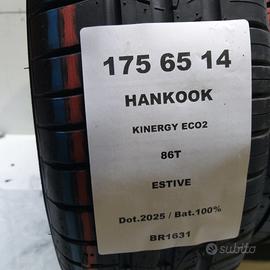 175 65 14
HANKOOK
KINERGY ECO2
86T
ESTIVE
Dot.2025 / Bat.100%
BR1631
subito